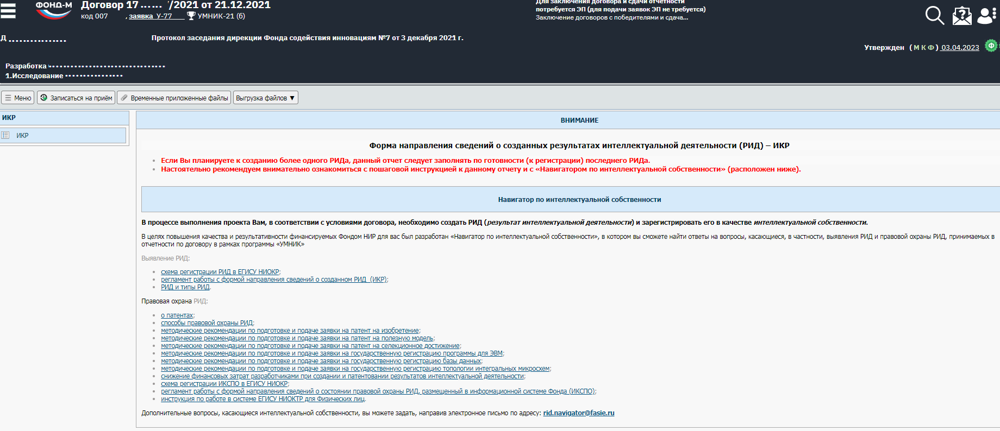 ФОНД-М
Договор 17 ...... /2021 от 21.12.2021
код 007 , заявка У-77 УМНИК-21 (б)
Для заключения договора и сдачи отчетности
потребуется ЭП (для подачи заявок ЭП не требуется)
Заключение договоров с победителями и сдача...
Д ................
Протокол заседания дирекции Фонда содействия инновациям №7 от 3 декабря 2021 г.
Утвержден ( М К Ф ) 03.04.2023
Ф
Разработка ................................
1.Исследование ................
Меню
Записаться на приём
Временные приложенные файлы
Выгрузка файлов ▼
ИКР
ИКР
ВНИМАНИЕ
Форма направления сведений о созданных результатах интеллектуальной деятельности (РИД) – ИКР
Если Вы планируете к созданию более одного РИДа, данный отчет следует заполнять по готовности (к регистрации) последнего РИДа.
Настоятельно рекомендуем внимательно ознакомиться с пошаговой инструкцией к данному отчету и с «Навигатором по интеллектуальной собственности» (расположен ниже).
Навигатор по интеллектуальной собственности
В процессе выполнения проекта Вам, в соответствии с условиями договора, необходимо создать РИД (результат интеллектуальной деятельности) и зарегистрировать его в качестве интеллектуальной собственности.
В целях повышения качества и результативности финансируемых Фондом НИР для вас был разработан «Навигатор по интеллектуальной собственности», в котором вы сможете найти ответы на вопросы, касающиеся, в частности, выявления РИД и правовой охраны РИД, принимаемых в
отчетности по договору в рамках программы «УМНИК»
Выявление РИД:
схема регистрации РИД в ЕГИСУ НИОКР;
регламент работы с формой направления сведений о созданном РИД (ИКР);
РИД и типы РИД.
Правовая охрана РИД:
о патентах;
способы правовой охраны РИД;
методические рекомендации по подготовке и подаче заявки на патент на изобретение;
методические рекомендации по подготовке и подаче заявки на патент на полезную модель;
методические рекомендации по подготовке и подаче заявки на патент на селекционное достижение;
методические рекомендации по подготовке и подаче заявки на государственную регистрацию программы для ЭВМ;
методические рекомендации по подготовке и подаче заявки на государственную регистрацию базы данных;
методические рекомендации по подготовке и подаче заявки на государственную регистрацию топологии интегральных микросхем;
снижение финансовых затрат разработчиками при создании и патентовании результатов интеллектуальной деятельности;
схема регистрации ИКСПО в ЕГИСУ НИОКР;
регламент работы с формой направления сведений о состоянии правовой охраны РИД, размещенный в информационной системе Фонда (ИКСПО);
инструкция по работе в системе ЕГИСУ НИОКТР для Физических лиц.
Дополнительные вопросы, касающиеся интеллектуальной собственности, вы можете задать, направив электронное письмо по адресу: rid.navigator@fasie.ru